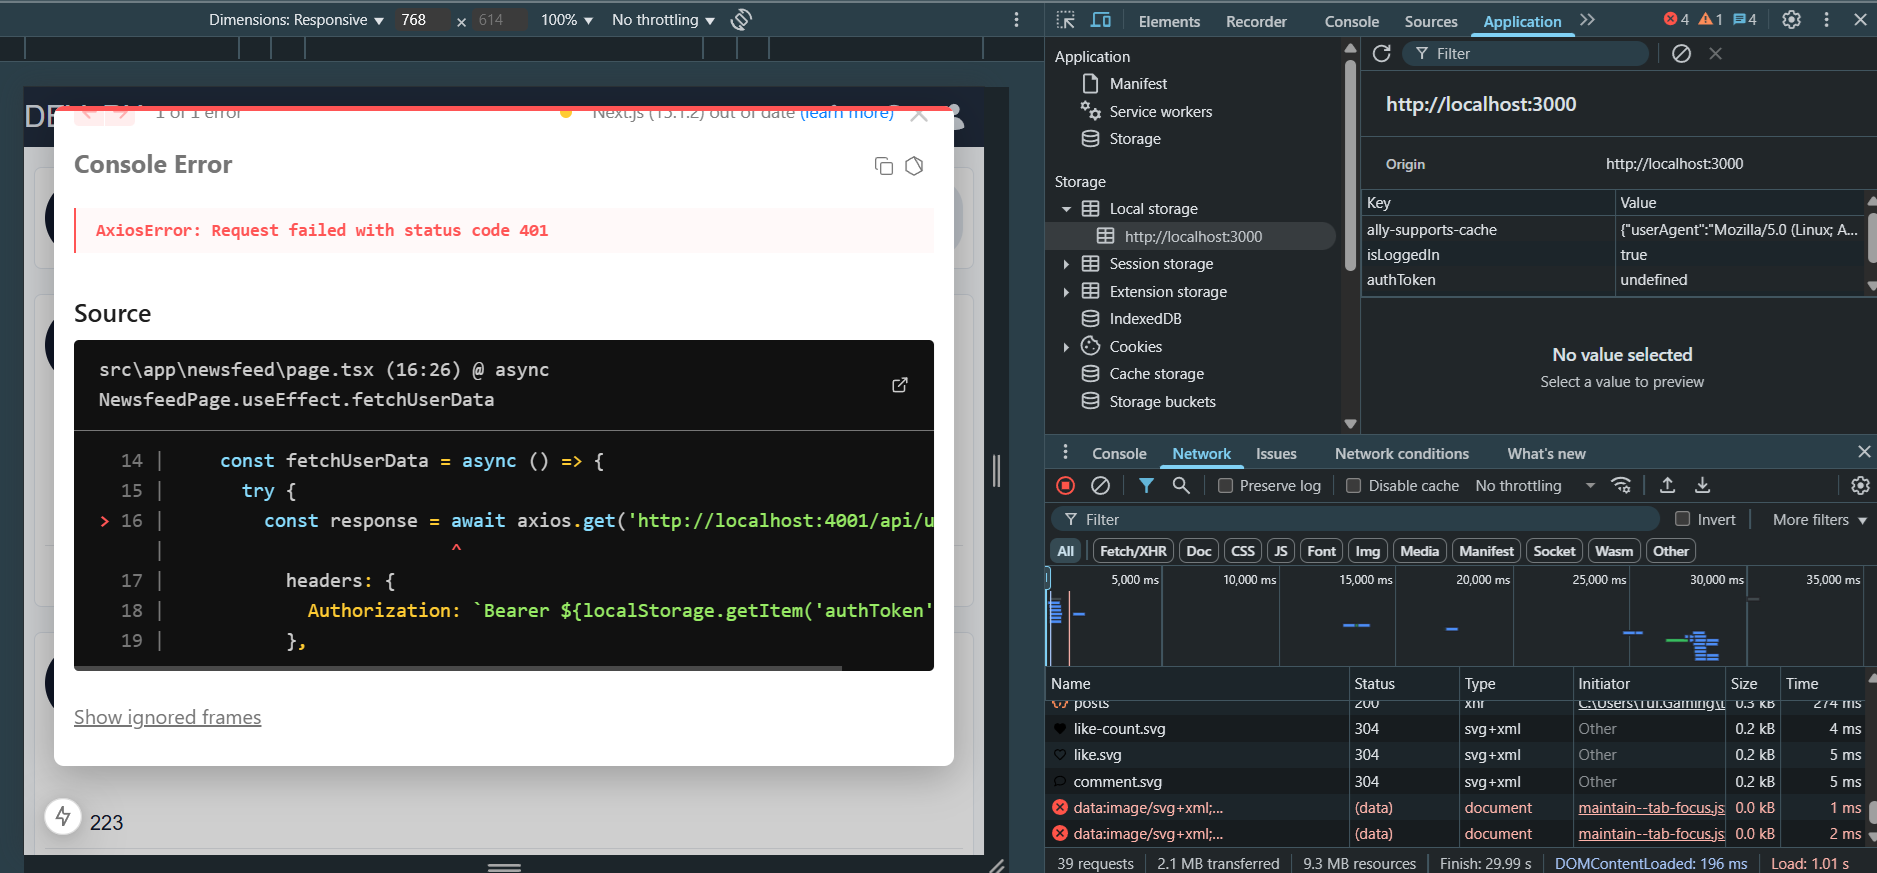 Dimensions: Responsive ▼ 768 × 614 100% ▼ No throttling ▼
1 of 1 error
Next.js (15.1.2) out of date (learn more)
Console Error
AxiosError: Request failed with status code 401
Source
src\app\newsfeed\page.tsx (16:26) @ async
NewsfeedPage.useEffect.fetchUserData
14 | const fetchUserData = async () => {
15 | try {
> 16 | const response = await axios.get('http://localhost:4001/api/u
| ^
17 | headers: {
18 | Authorization: `Bearer ${localStorage.getItem('authToken'
19 | },
Show ignored frames
223
Elements Recorder Console Sources Application 4 1 4
Application
Manifest
Service workers
Storage
Storage
Local storage
http://localhost:3000
Session storage
Extension storage
IndexedDB
Cookies
Cache storage
Storage buckets
Filter
http://localhost:3000
Origin http://localhost:3000
Key Value
ally-supports-cache {"userAgent":"Mozilla/5.0 (Linux; A...
isLoggedIn true
authToken undefined
No value selected
Select a value to preview
Console Network Issues Network conditions What's new
Preserve log Disable cache No throttling
Filter Invert More filters
All Fetch/XHR Doc CSS JS Font Img Media Manifest Socket Wasm Other
5,000 ms 10,000 ms 15,000 ms 20,000 ms 25,000 ms 30,000 ms 35,000 ms
Name Status Type Initiator Size Time
posts 200 xhr 0.3 kB 274 ms
like-count.svg 304 svg+xml Other 0.2 kB 4 ms
like.svg 304 svg+xml Other 0.2 kB 5 ms
comment.svg 304 svg+xml Other 0.2 kB 5 ms
data:image/svg+xml;... (data) document maintain--tab-focus.js: 0.0 kB 1 ms
data:image/svg+xml;... (data) document maintain--tab-focus.js: 0.0 kB 2 ms
39 requests 2.1 MB transferred 9.3 MB resources Finish: 29.99 s DOMContentLoaded: 196 ms Load: 1.01 s